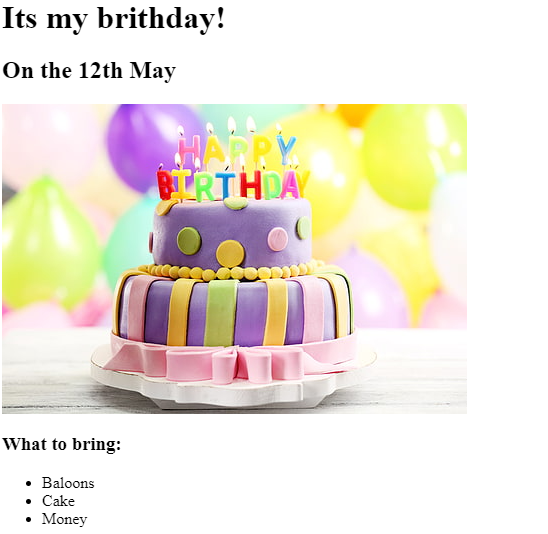 Its my brithday!
On the 12th May
HAPPY
BIRTHDAY
What to bring:
Baloons
Cake
Money